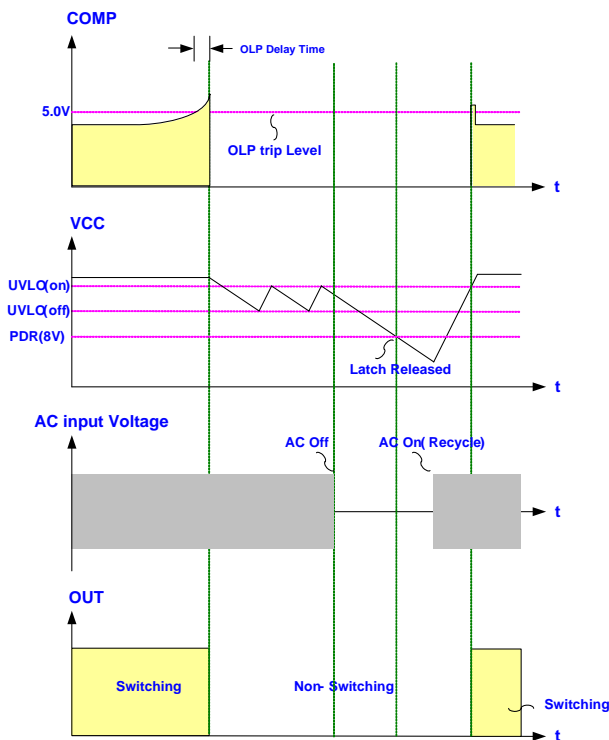 COMP
OLP Delay Time
5.0V
OLP trip Level
t
VCC
UVLO(on)
UVLO(off)
PDR(8V)
Latch Released
t
AC input Voltage
AC Off
AC On( Recycle)
t
OUT
Switching
Non- Switching
Switching
t